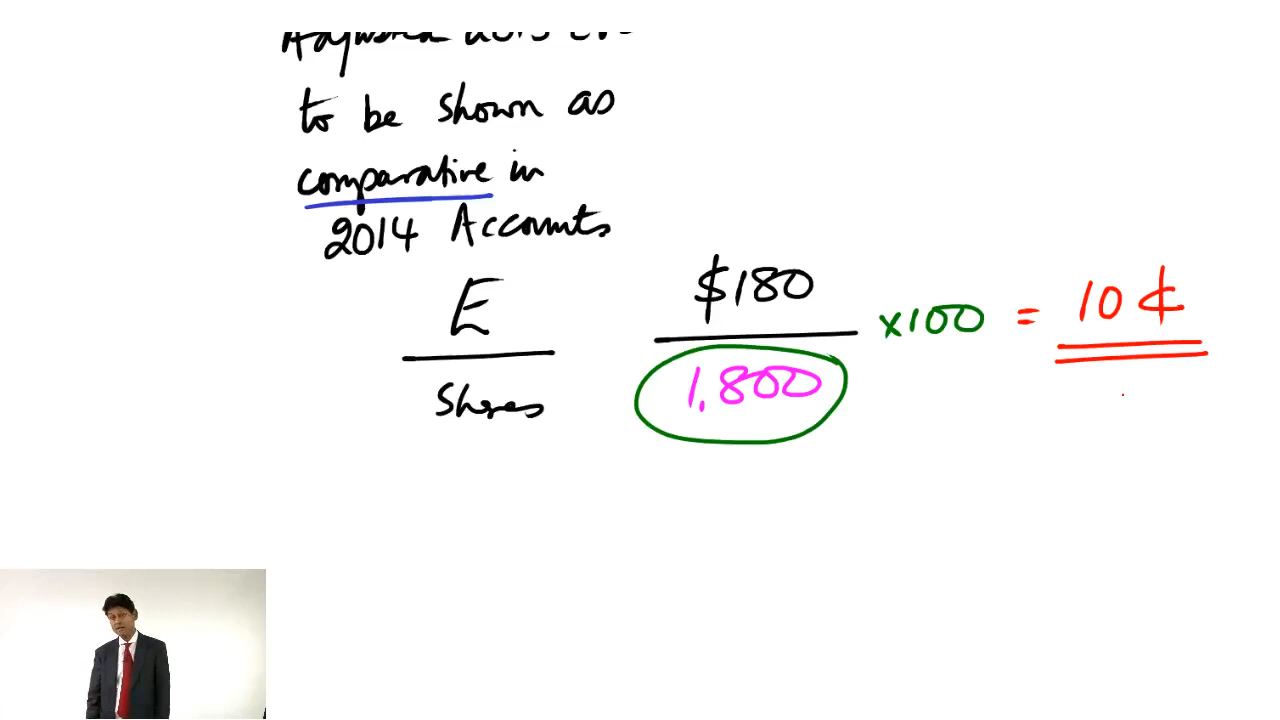 to be shown as
comparative in
2014 Accounts
E $180 x100 = 10 ¢
Shares 1,800